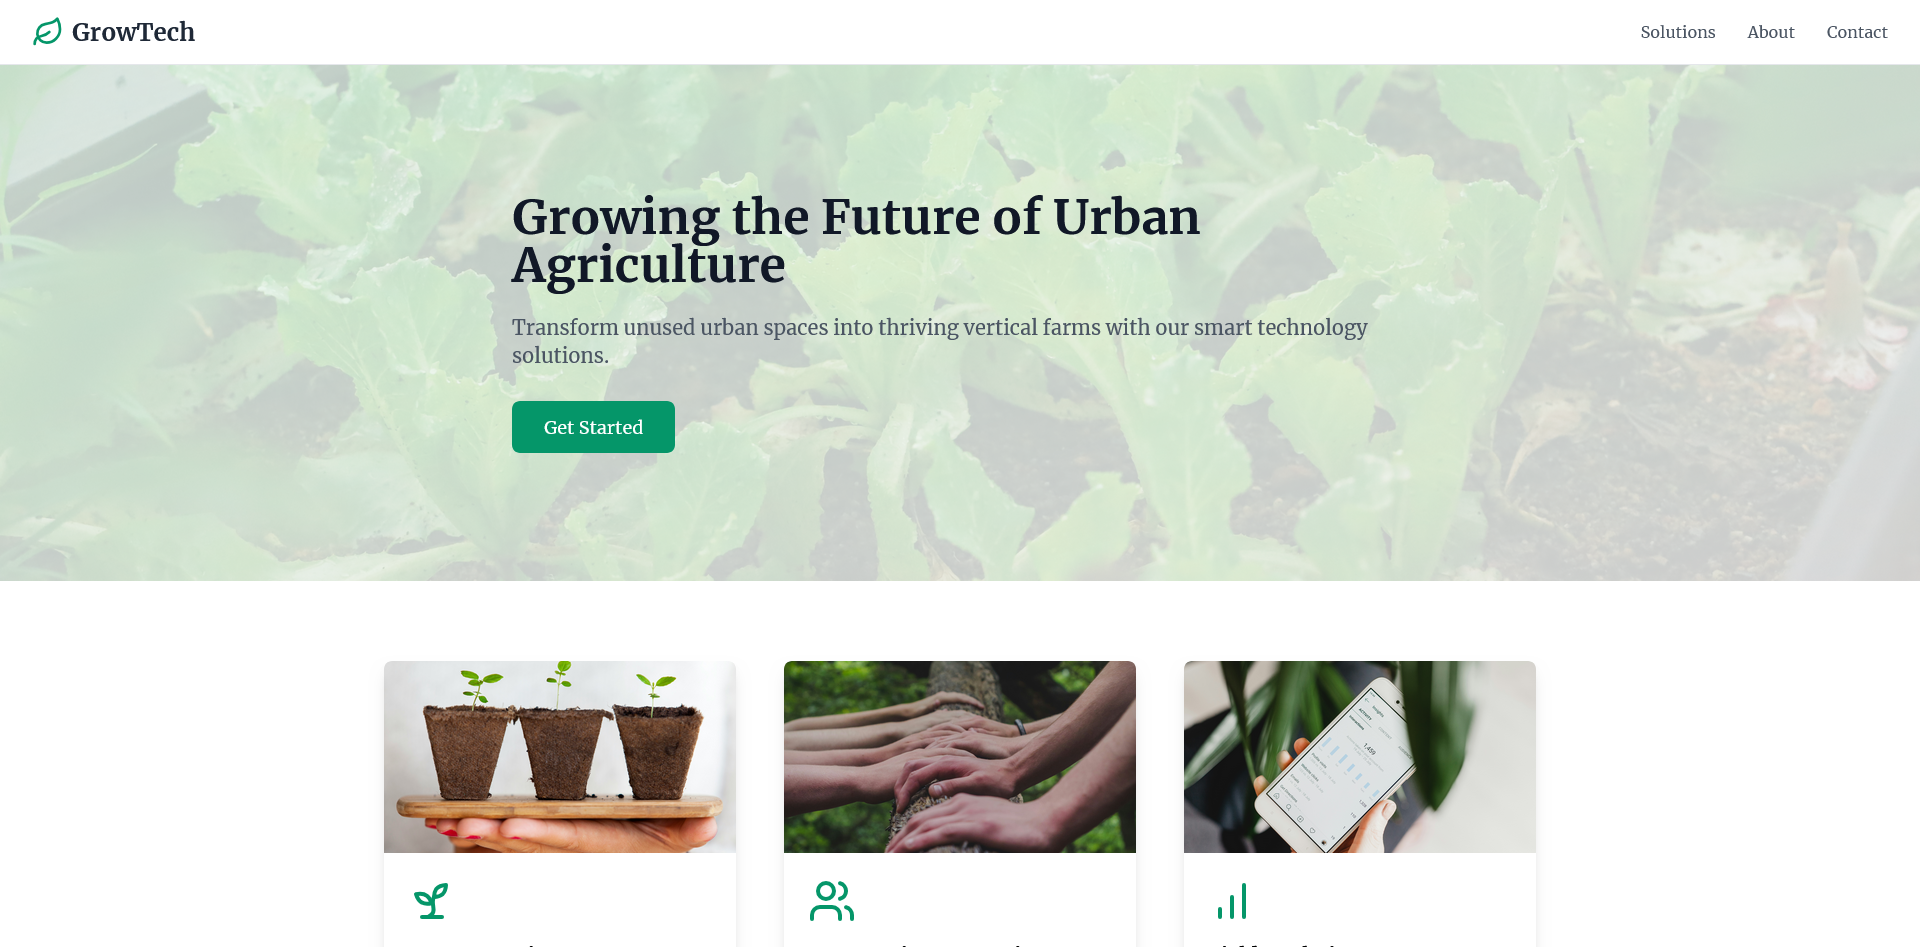 GrowTech
Solutions
About
Contact
Growing the Future of Urban
Agriculture
Transform unused urban spaces into thriving vertical farms with our smart technology
solutions.
Get Started